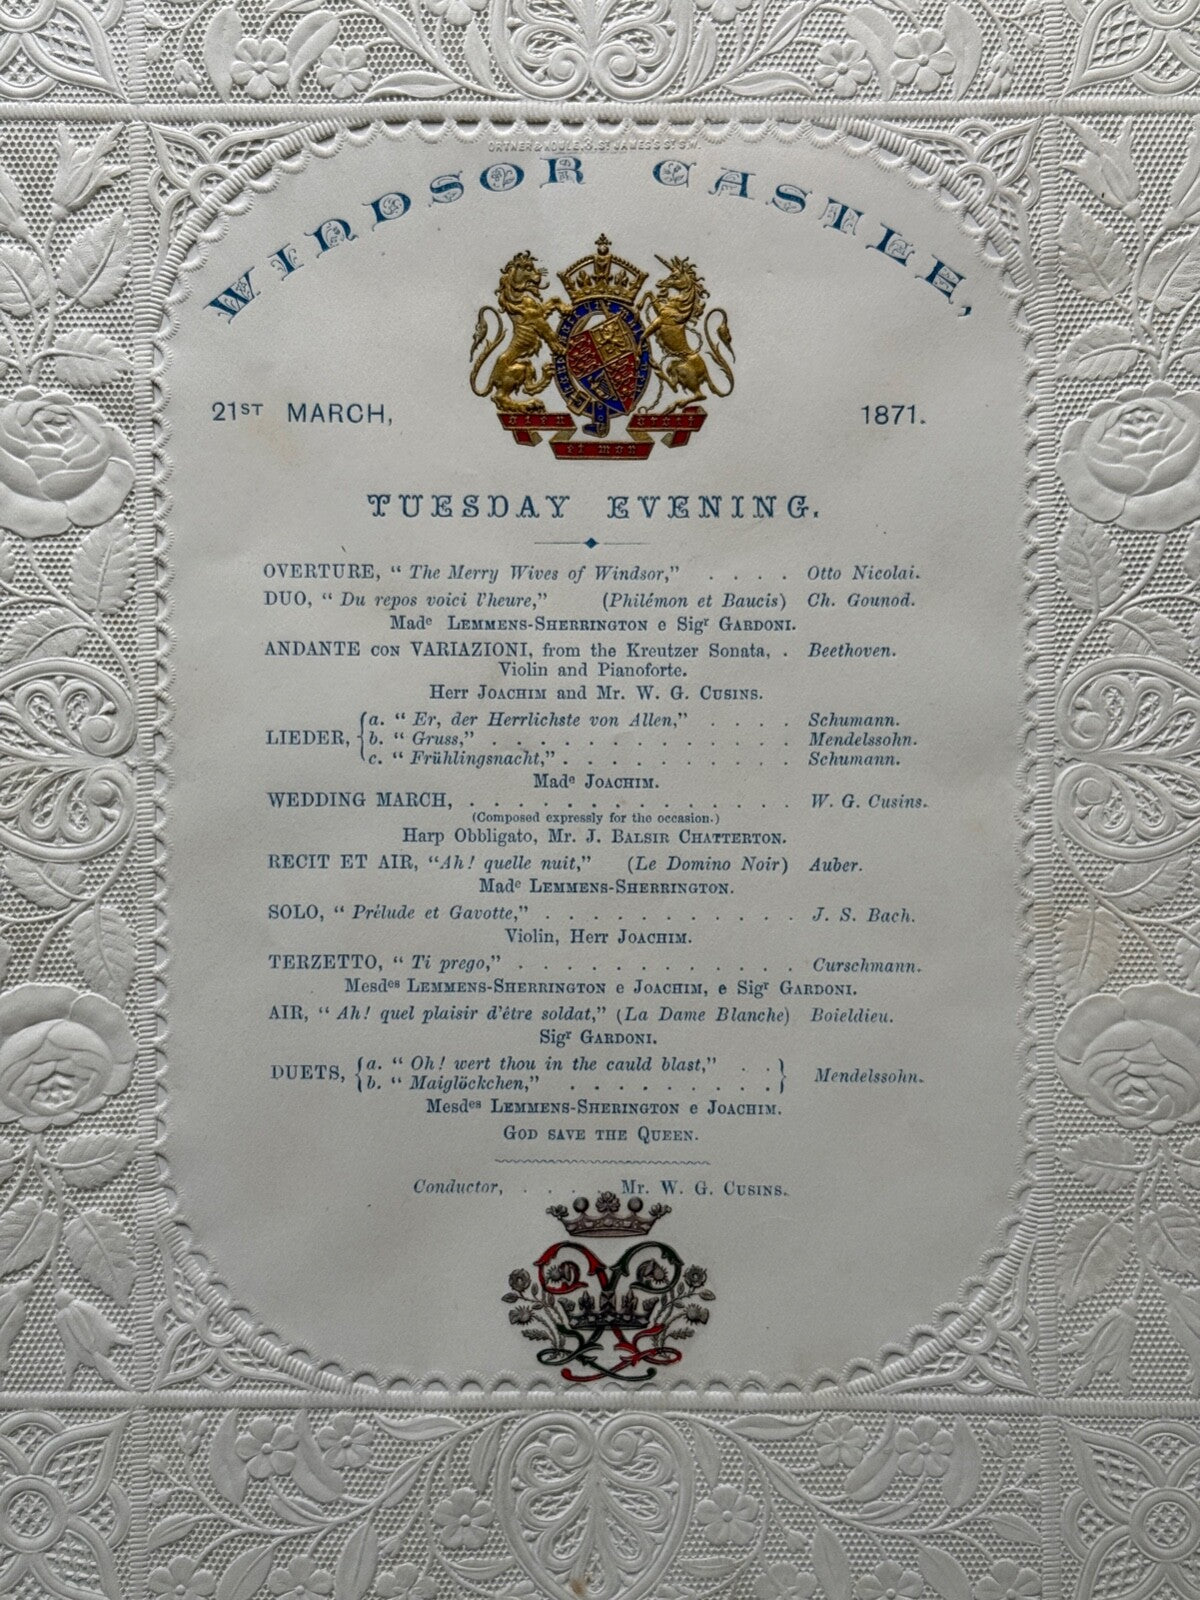 ORTNER & HOULE, 3, ST JAMES'S ST S.W.
WINDSOR CASTLE,
21ST MARCH, 1871.
TUESDAY EVENING.
OVERTURE, “ The Merry Wives of Windsor,” . . . . Otto Nicolai.
DUO, “ Du repos voici l’heure,” (Philémon et Baucis) Ch. Gounod.
Made LEMMENS-SHERRINGTON e Sigr GARDONI.
ANDANTE CON VARIAZIONI, from the Kreutzer Sonata, . Beethoven.
Violin and Pianoforte.
Herr JOACHIM and Mr. W. G. CUSINS.
a. “ Er, der Herrlichste von Allen,” . . . . Schumann.
LIEDER, b. “ Gruss,” . . . . . . . . . . . . . Mendelssohn.
c. “ Frühlingsnacht,” . . . . . . . . . . Schumann.
Made JOACHIM.
WEDDING MARCH, . . . . . . . . . . . . . . W. G. Cusins.
(Composed expressly for the occasion.)
Harp Obbligato, Mr. J. BALSIR CHATTERTON.
RECIT ET AIR, “Ah! quelle nuit,” (Le Domino Noir) Auber.
Made LEMMENS-SHERRINGTON.
SOLO, “ Prélude et Gavotte,” . . . . . . . . . . . J. S. Bach.
Violin, Herr JOACHIM.
TERZETTO, “ Ti prego,” . . . . . . . . . . . . Curschmann.
Mesdes LEMMENS-SHERRINGTON e JOACHIM, e Sigr GARDONI.
AIR, “ Ah! quel plaisir d’être soldat,” (La Dame Blanche) Boieldieu.
Sigr GARDONI.
DUETS, a. “ Oh! wert thou in the cauld blast,” . .
b. “ Maiglöckchen,” . . . . . . . . . Mendelssohn.
Mesdes LEMMENS-SHERINGTON e JOACHIM.
GOD SAVE THE QUEEN.
Conductor, . . . . Mr. W. G. CUSINS.